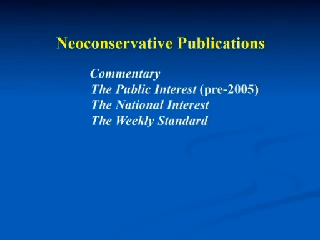 Neoconservative Publications
Commentary
The Public Interest (pre-2005)
The National Interest
The Weekly Standard